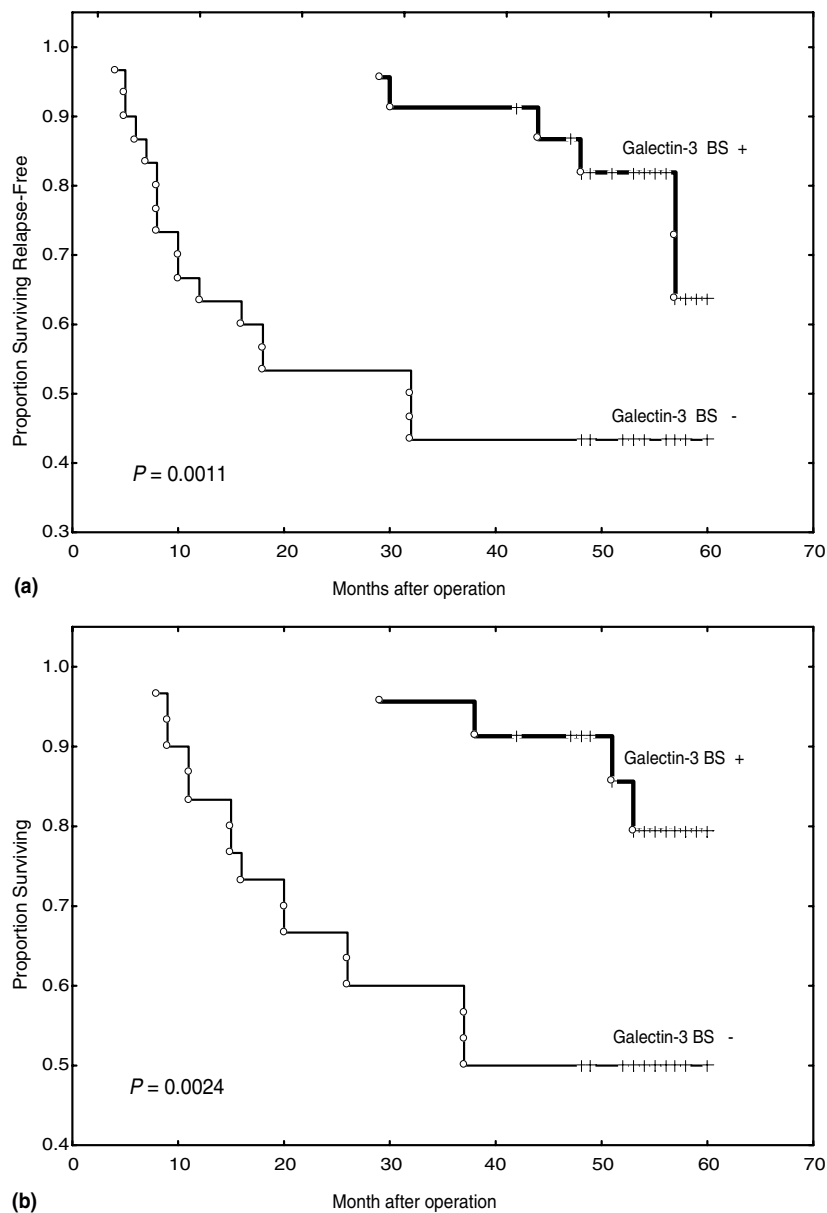 1.0
0.9
0.8
0.7
0.6
0.5
0.4
0.3
Proportion Surviving Relapse-Free
Galectin-3 BS +
Galectin-3 BS -
P = 0.0011
0 10 20 30 40 50 60 70
(a) Months after operation
1.0
0.9
0.8
0.7
0.6
0.5
0.4
Proportion Surviving
Galectin-3 BS +
Galectin-3 BS -
P = 0.0024
0 10 20 30 40 50 60 70
(b) Month after operation